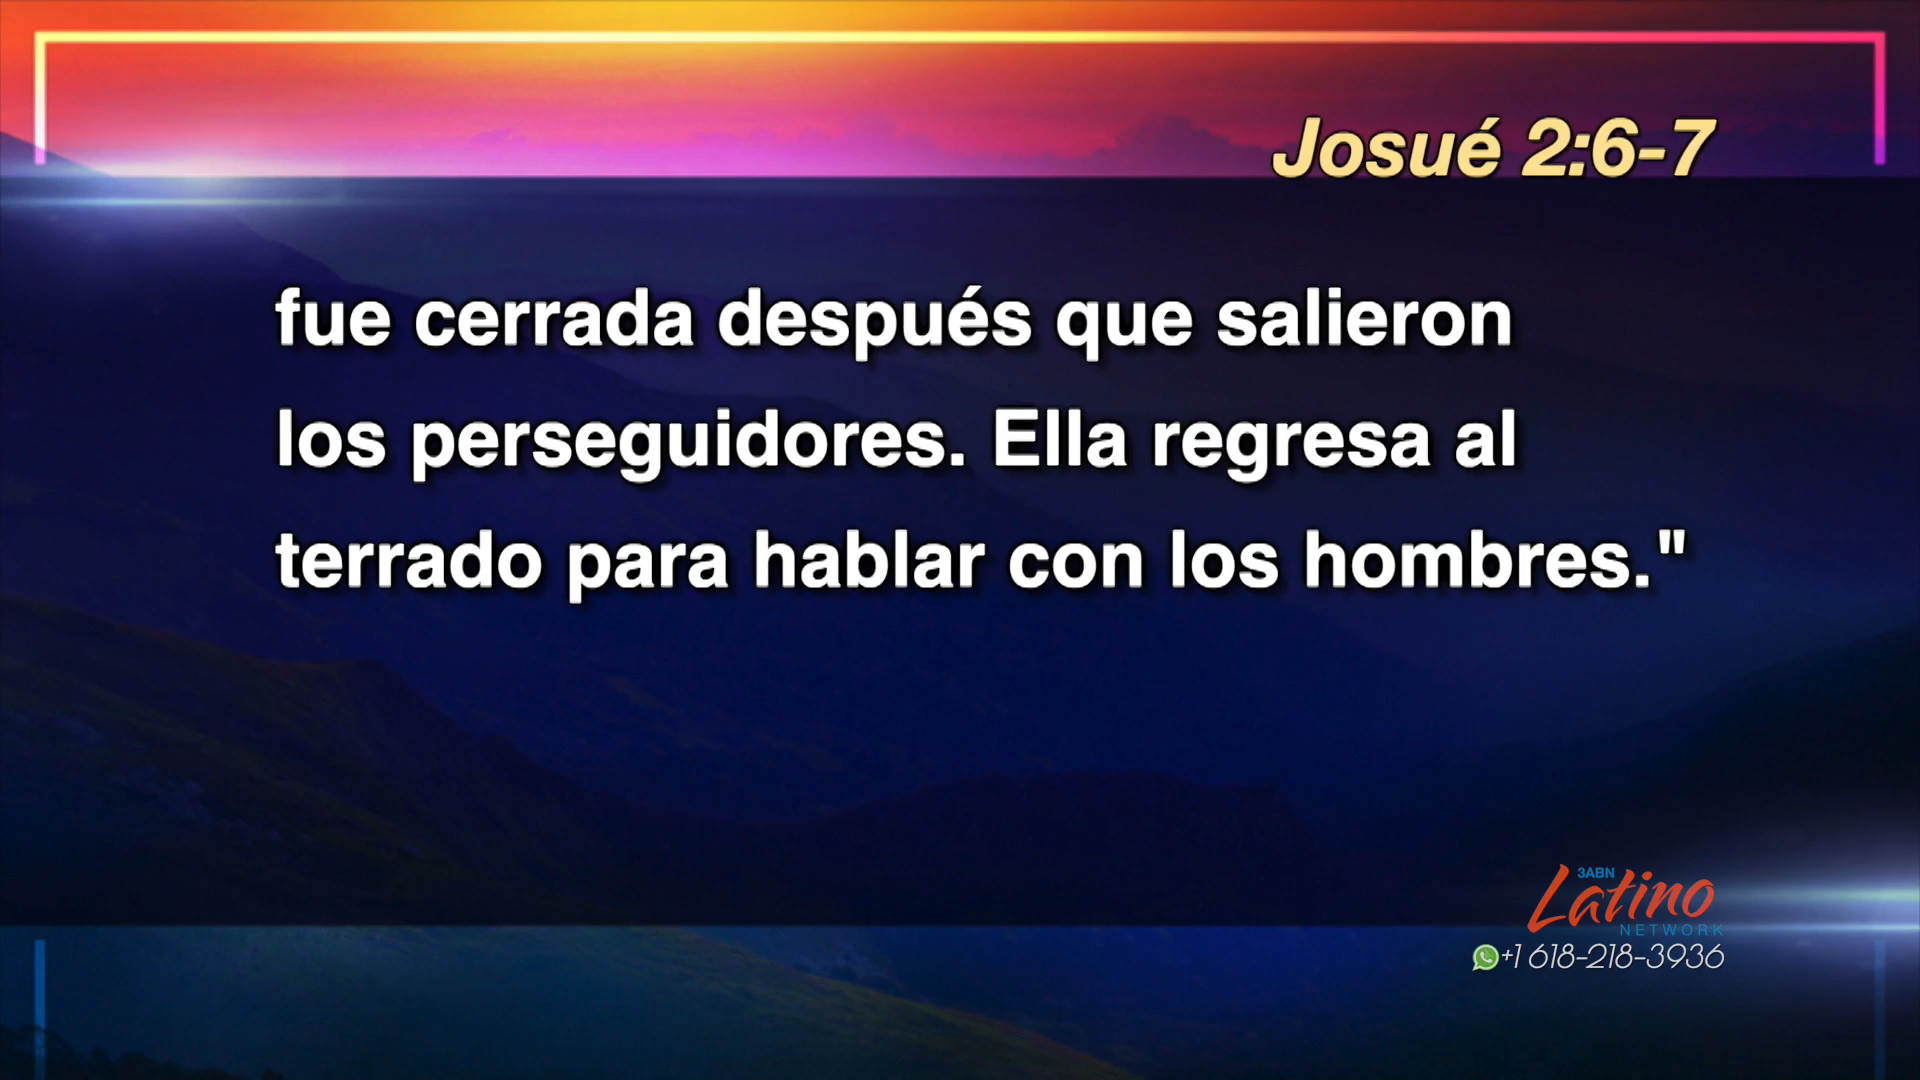 Josué 2:6-7
fue cerrada después que salieron
los perseguidores. Ella regresa al
terrado para hablar con los hombres."
3ABN
Latino
NETWORK
+1 618-218-3936